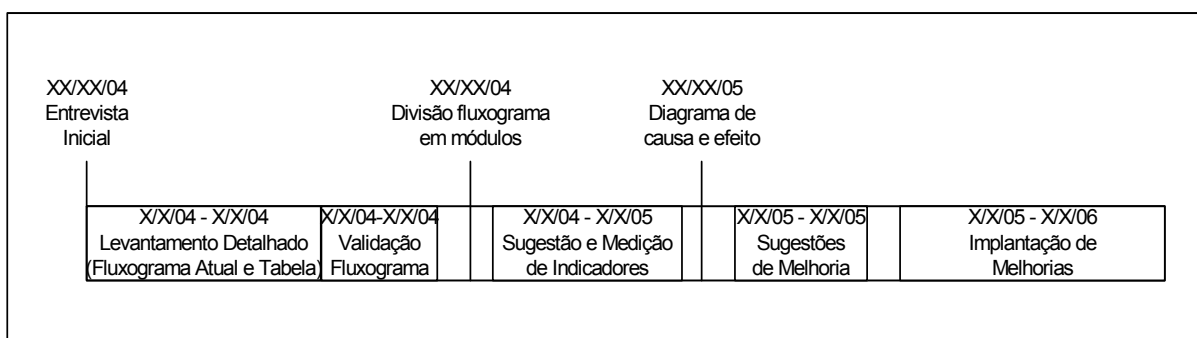 XX/XX/04
Entrevista
Inicial
XX/XX/04
Divisão fluxograma
em módulos
XX/XX/05
Diagrama de
causa e efeito
X/X/04 - X/X/04
Levantamento Detalhado
(Fluxograma Atual e Tabela)
X/X/04-X/X/04
Validação
Fluxograma
X/X/04 - X/X/05
Sugestão e Medição
de Indicadores
X/X/05 - X/X/05
Sugestões
de Melhoria
X/X/05 - X/X/06
Implantação de
Melhorias